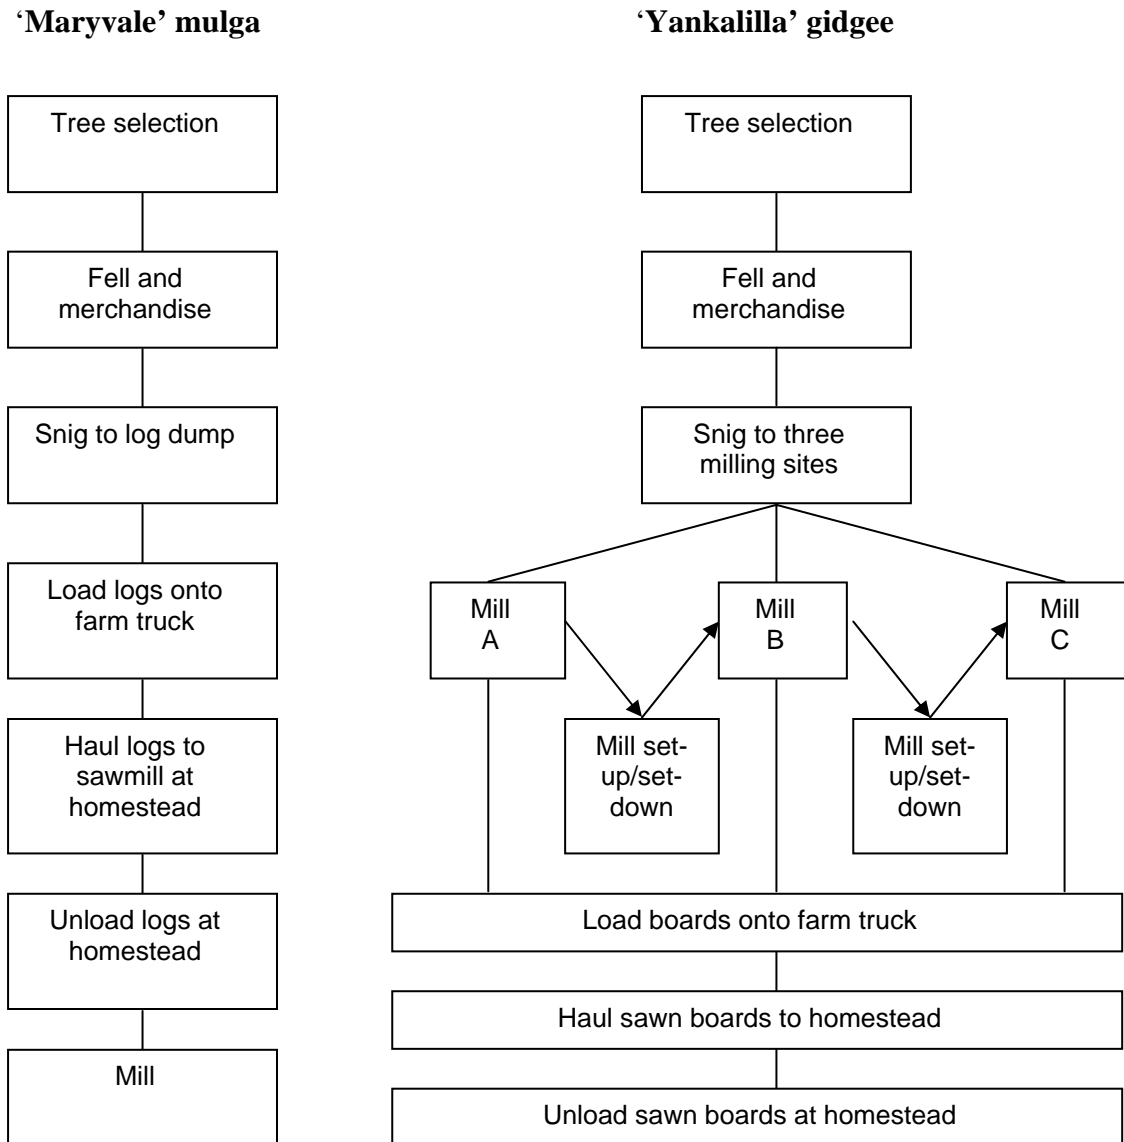 ‘Maryvale’ mulga
Tree selection
Fell and
merchandise
Snig to log dump
Load logs onto
farm truck
Haul logs to
sawmill at
homestead
Unload logs at
homestead
Mill
‘Yankalilla’ gidgee
Tree selection
Fell and
merchandise
Snig to three
milling sites
Mill
A
Mill
B
Mill
C
Mill set-
up/set-
down
Mill set-
up/set-
down
Load boards onto farm truck
Haul sawn boards to homestead
Unload sawn boards at homestead